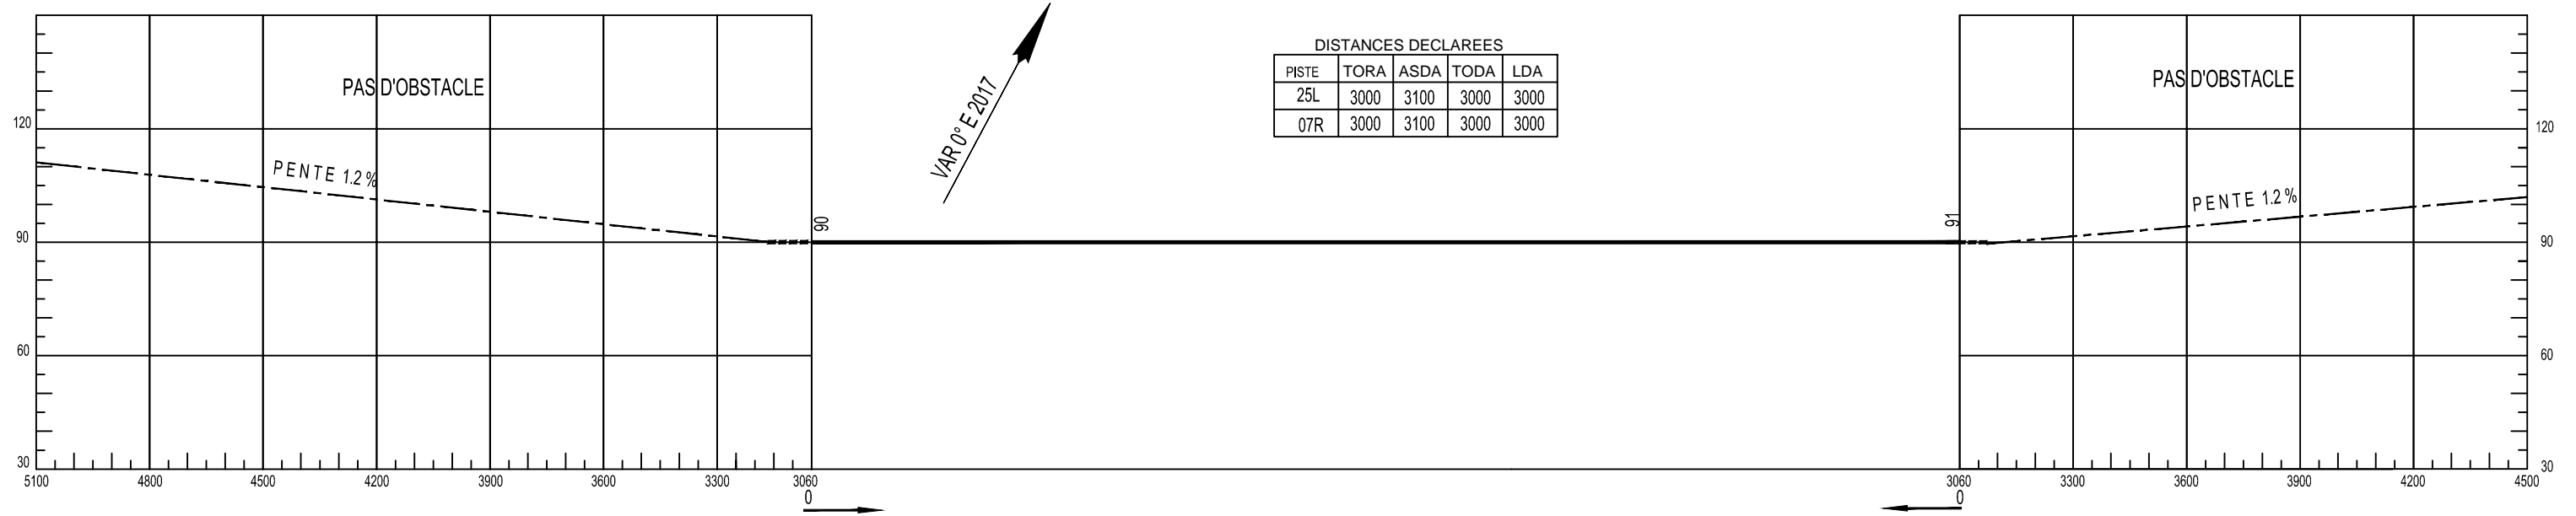 DISTANCES DECLAREES
PISTE TORA ASDA TODA LDA
25L 3000 3100 3000 3000
07R 3000 3100 3000 3000
VAR 0° E 2017
PAS D'OBSTACLE
PENTE 1.2 %
120
90
60
30
5100 4800 4500 4200 3900 3600 3300 3060
0
90
91
PAS D'OBSTACLE
PENTE 1.2 %
120
90
60
30
3060 3300 3600 3900 4200 4500
0